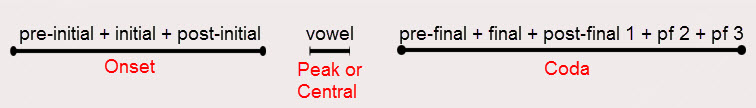 pre-initial + initial + post-initial vowel pre-final + final + post-final 1 + pf 2 + pf 3
Onset Peak or Central Coda